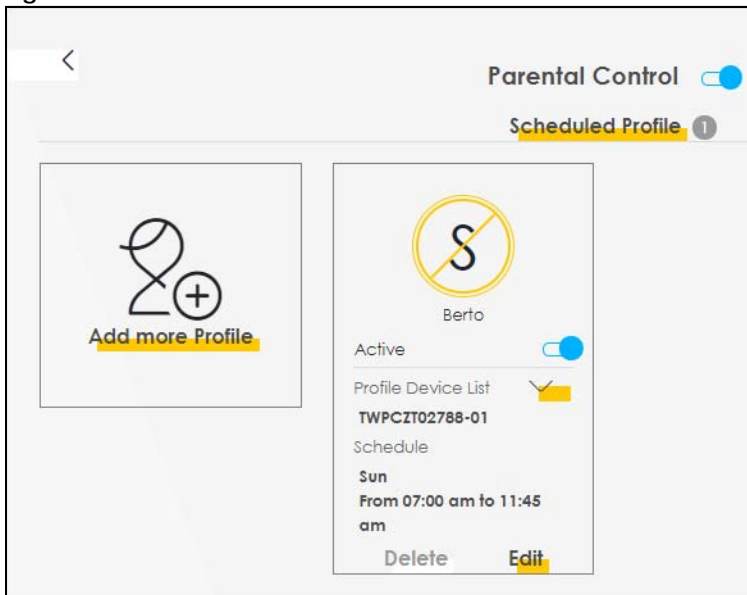 Parental Control
Scheduled Profile 1
Add more Profile
Berto
Active
Profile Device List
TWPCZT02788-01
Schedule
Sun
From 07:00 am to 11:45
am
Delete Edit